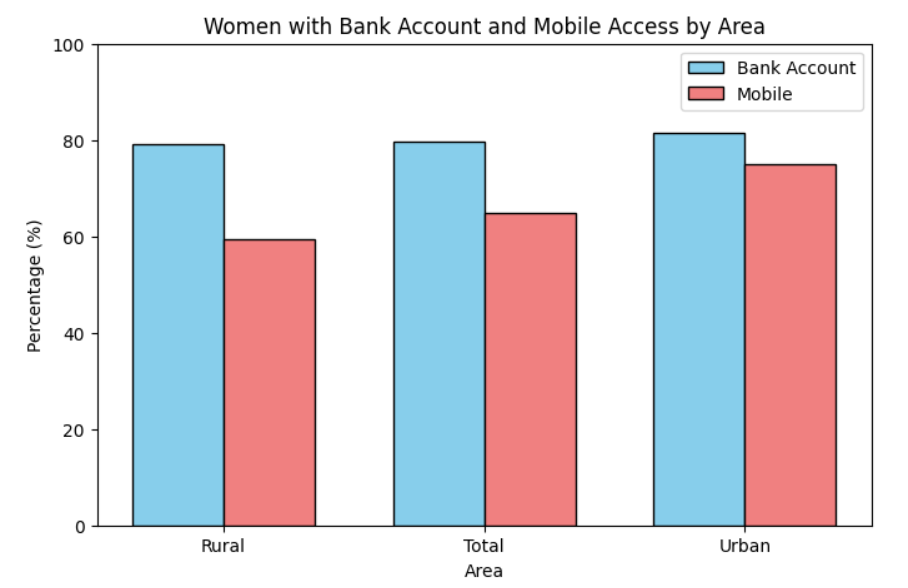 Women with Bank Account and Mobile Access by Area
100
80
60
40
20
0
Percentage (%)
Bank Account
Mobile
Rural
Total
Urban
Area